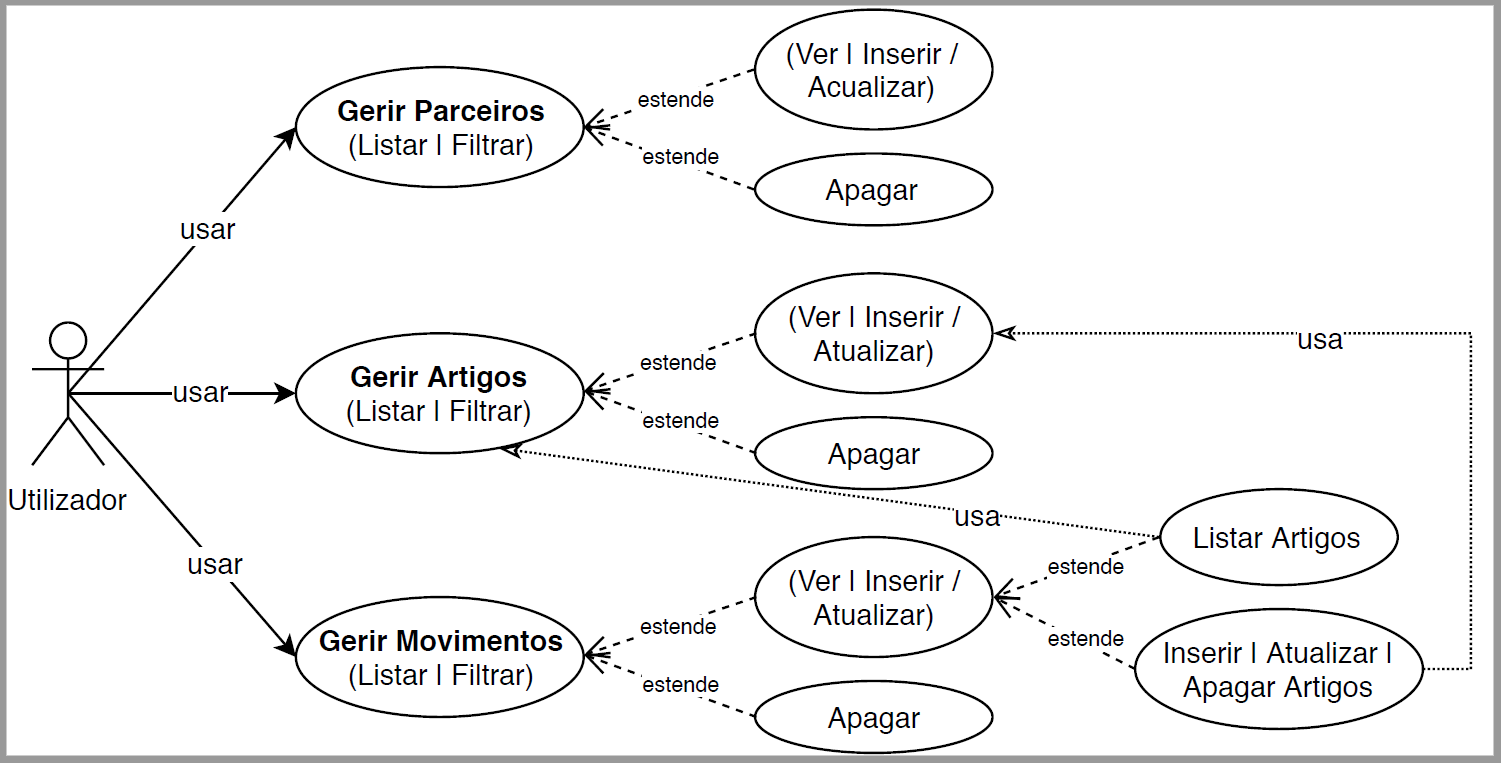 (Ver | Inserir /
Acualizar)
Gerir Parceiros
(Listar | Filtrar)
estende
estende
Apagar
usar
(Ver | Inserir /
Atualizar)
usa
Gerir Artigos
(Listar | Filtrar)
estende
usar
estende
Apagar
Utilizador
usa
Listar Artigos
usar
(Ver | Inserir /
Atualizar)
estende
Gerir Movimentos
(Listar | Filtrar)
estende
estende
Inserir | Atualizar |
Apagar Artigos
estende
Apagar